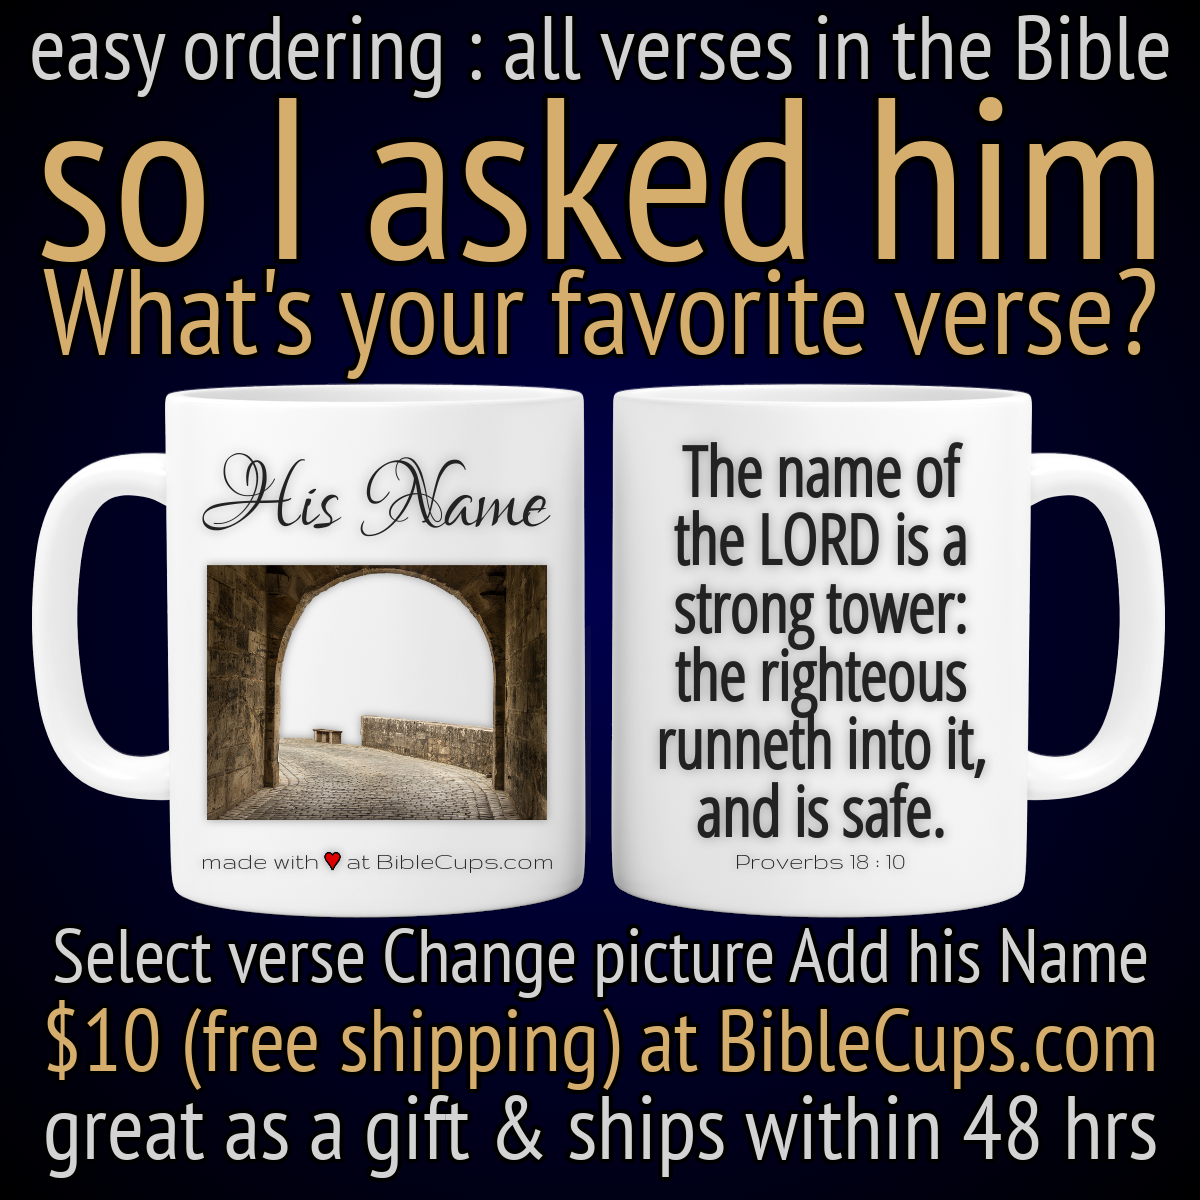 easy ordering : all verses in the Bible
so I asked him
What's your favorite verse?
His Name
made with ♥ at BibleCups.com
The name of
the LORD is a
strong tower:
the righteous
runneth into it,
and is safe.
Proverbs 18 : 10
Select verse Change picture Add his Name
$10 (free shipping) at BibleCups.com
great as a gift & ships within 48 hrs